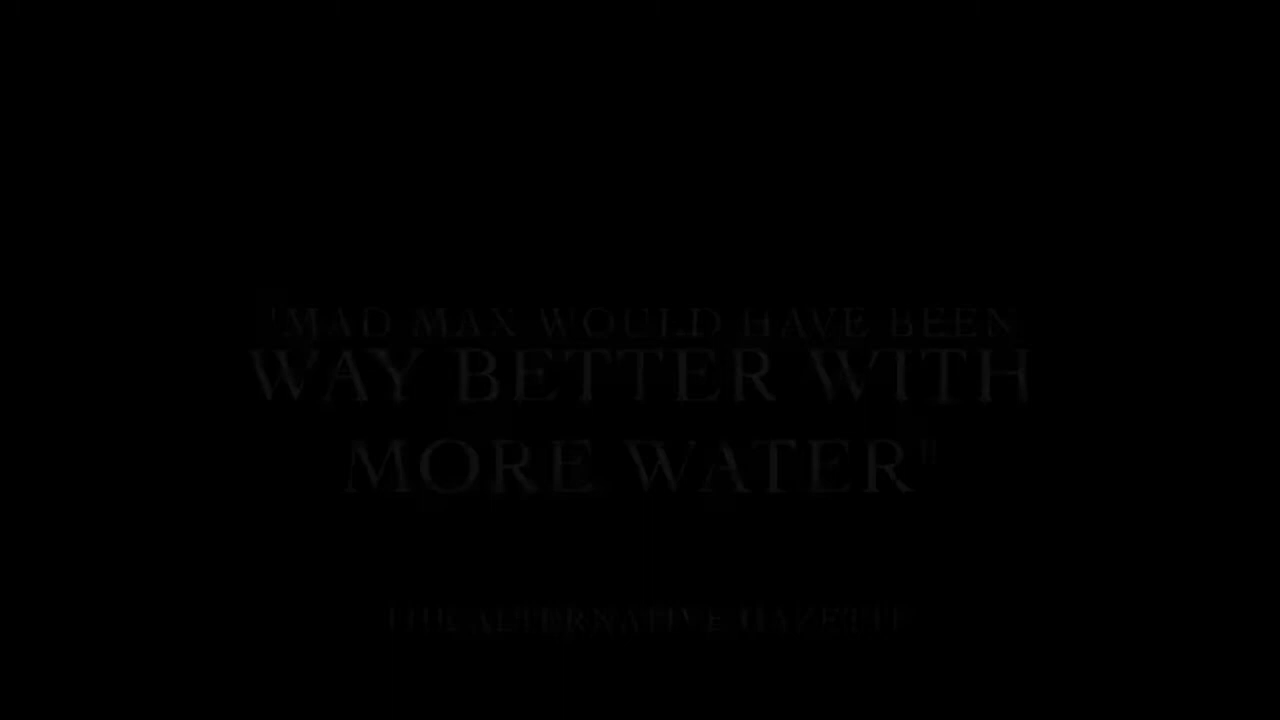 "MAD MAX WOULD HAVE BEEN
WAY BETTER WITH
MORE WATER"
THE ALTERNATIVE GAZETTE